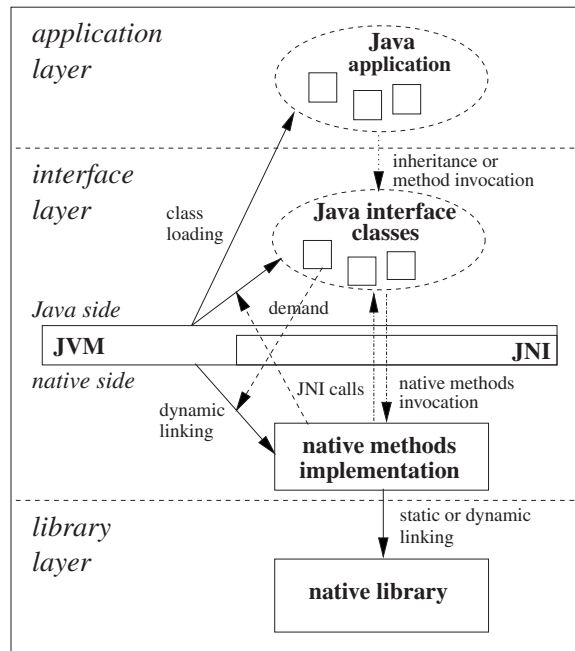 application
layer
Java
application
inheritance or
method invocation
interface
layer
class
loading
Java interface
classes
demand
Java side
JVM
JNI
native side
dynamic
linking
JNI calls
native methods
invocation
native methods
implementation
library
layer
static or dynamic
linking
native library